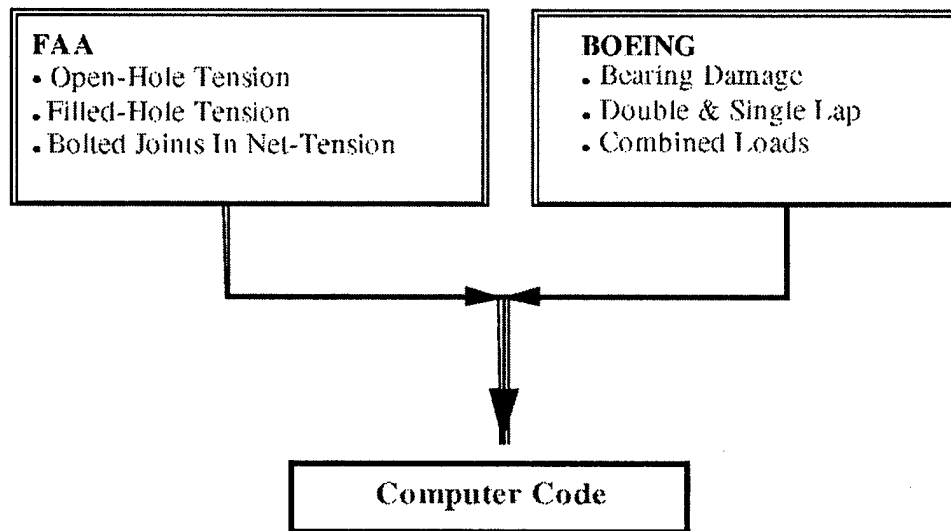 FAA
• Open-Hole Tension
• Filled-Hole Tension
• Bolted Joints In Net-Tension
BOEING
• Bearing Damage
• Double & Single Lap
• Combined Loads
Computer Code